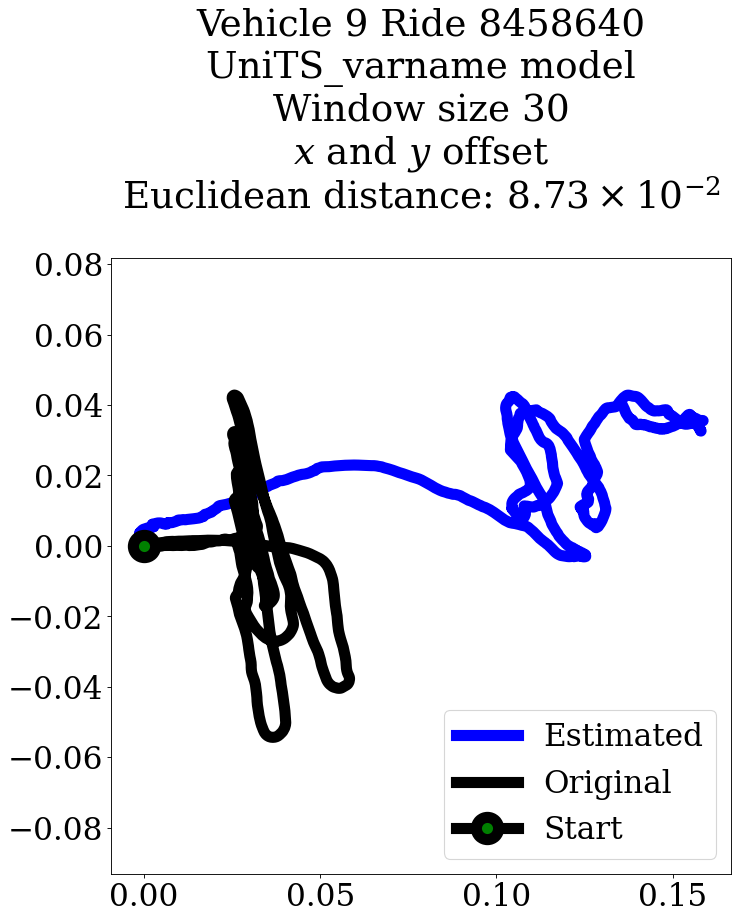 Vehicle 9 Ride 8458640
UniTS_varname model
Window size 30
x and y offset
Euclidean distance: 8.73 × 10⁻²
0.08
0.06
0.04
0.02
0.00
−0.02
−0.04
−0.06
−0.08
Estimated
Original
Start
0.00 0.05 0.10 0.15